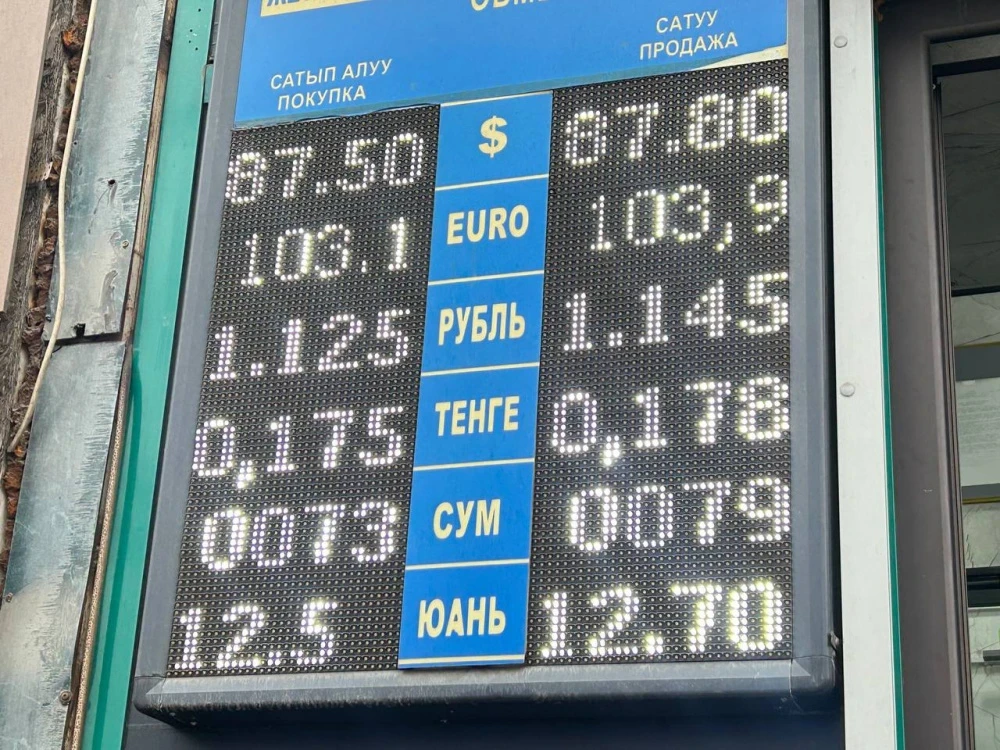 САТЫП АЛУУ
ПОКУПКА
САТУУ
ПРОДАЖА
87.50 $ 87.80
103.1 EURO 103,9
1.125 РУБЛЬ 1.145
0,175 ТЕНГЕ 0,178
0073 СУМ 0079
12.5 ЮАНЬ 12.70